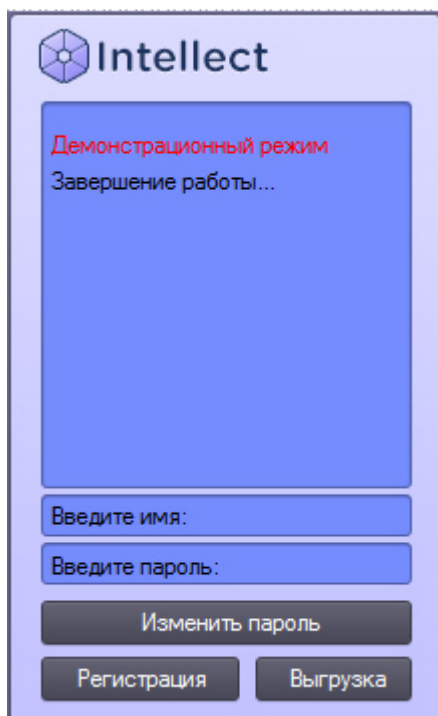 Intellect
Демонстрационный режим
Завершение работы...
Введите имя:
Введите пароль:
Изменить пароль
Регистрация Выгрузка